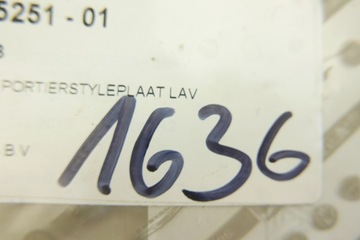 5251 - 01
PORTIERSTYLEPLAAT LAV
B V
1636